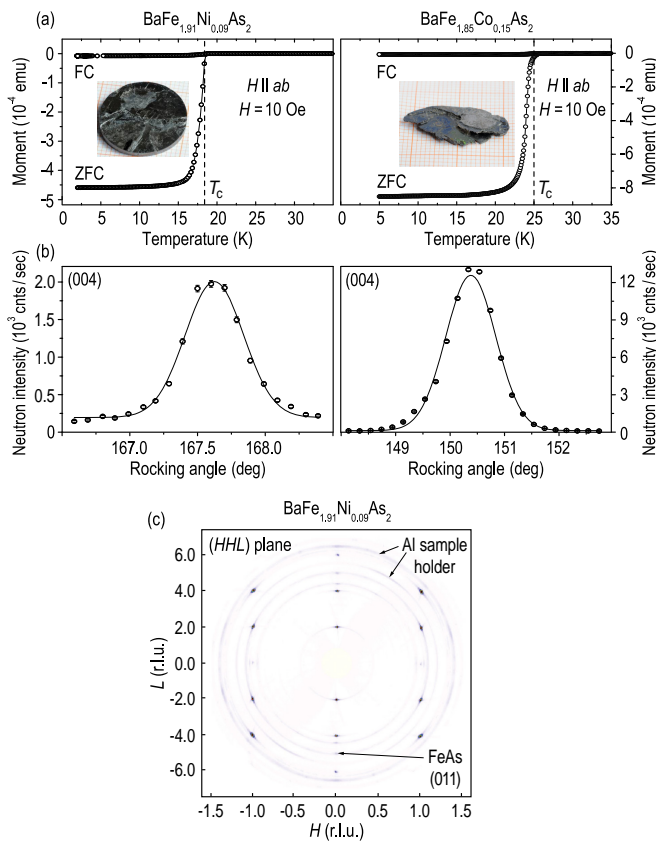 (a)
BaFe1.91Ni0.09As2
BaFe1.85Co0.15As2
Moment (10-4 emu)
0
-1
-2
-3
-4
-5
FC
ZFC
H II ab
H = 10 Oe
Tc
0 5 10 15 20 25 30
Temperature (K)
FC
ZFC
H II ab
H = 10 Oe
Tc
0 5 10 15 20 25 30 35
Temperature (K)
0
-2
-4
-6
-8
Moment (10-4 emu)
(b)
Neutron intensity (103 cnts / sec)
2.0
1.5
1.0
0.5
0
(004)
167.0 167.6 168.0
Rocking angle (deg)
(004)
149 150 151 152
Rocking angle (deg)
12
9
6
3
0
Neutron intensity (103 cnts / sec)
BaFe1.91Ni0.09As2
(c)
(HHL) plane
Al sample
holder
FeAs
(011)
L (r.l.u.)
6.0
4.0
2.0
0.0
-2.0
-4.0
-6.0
-1.5 -1.0 -0.5 0.0 0.5 1.0 1.5
H (r.l.u.)